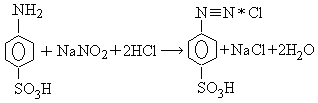 NH2 N≡N*Cl
+ NaNO2 +2HCl → +NaCl+2H2O
SO3H SO3H